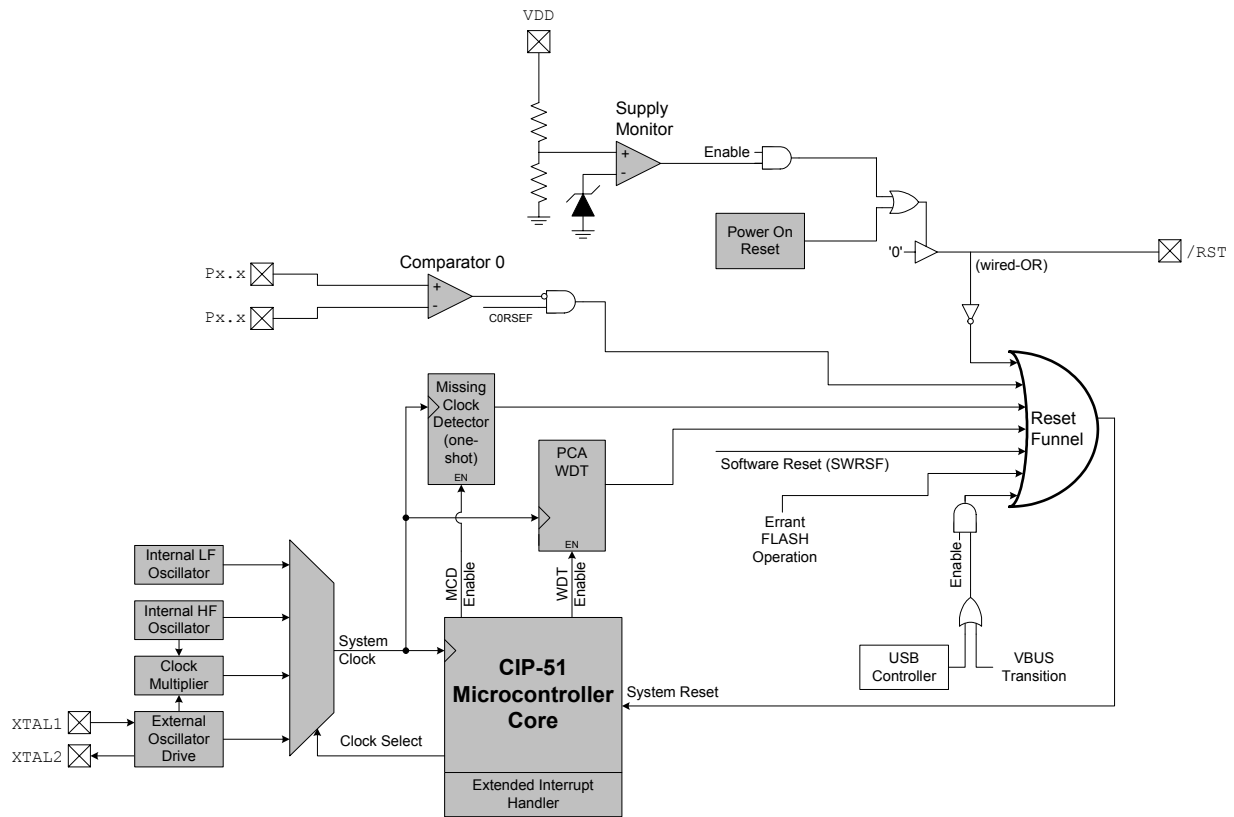 VDD
Supply
Monitor
+
-
Enable
Power On
Reset
'0'
/RST
(wired-OR)
Px.x
Px.x
Comparator 0
+
-
C0RSEF
Missing
Clock
Detector
(one-
shot)
EN
PCA
WDT
EN
Reset
Funnel
Software Reset (SWRSF)
Errant
FLASH
Operation
Enable
USB
Controller
VBUS
Transition
Internal LF
Oscillator
Internal HF
Oscillator
Clock
Multiplier
External
Oscillator
Drive
XTAL1
XTAL2
System
Clock
Clock Select
MCD
Enable
WDT
Enable
CIP-51
Microcontroller
Core
System Reset
Extended Interrupt
Handler